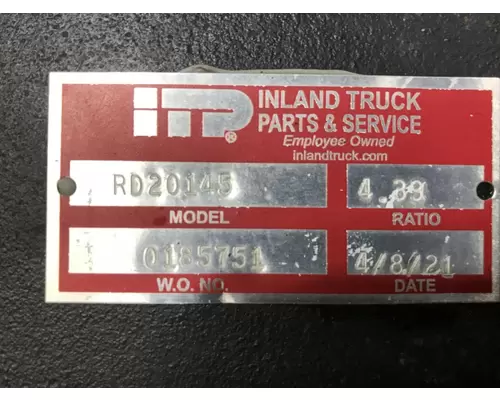 ITP® INLAND TRUCK
PARTS & SERVICE
Employee Owned
inlandtruck.com
RD20145 4.39
MODEL RATIO
0185751 4/8/21
W.O. NO. DATE